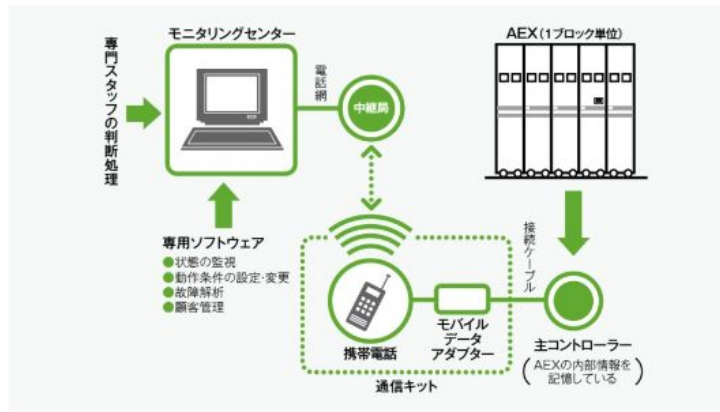 モニタリングセンター
AEX(1ブロック単位)
専門スタッフの判断処理
電話網
中継局
専用ソフトウェア
●状態の監視
●動作条件の設定・変更
●故障解析
●顧客管理
接続ケーブル
携帯電話
モバイル
データ
アダプター
通信キット
主コントローラー
(AEXの内部情報を
記憶している)